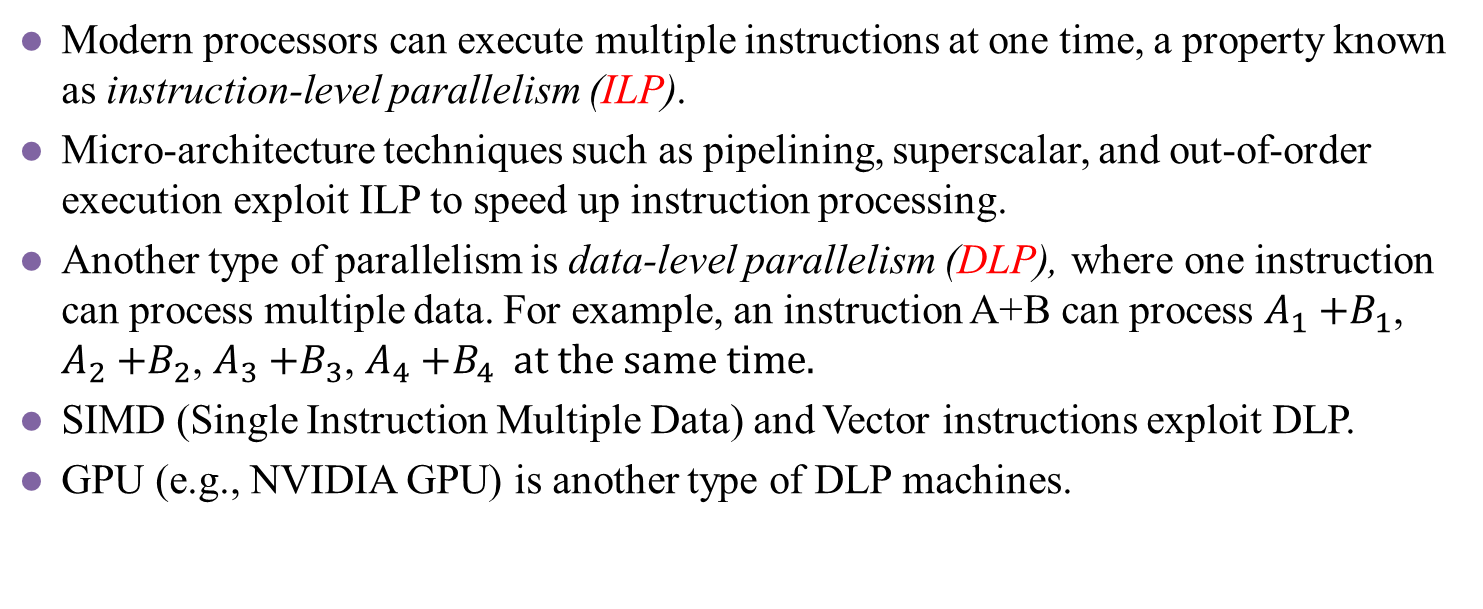 ● Modern processors can execute multiple instructions at one time, a property known
as instruction-level parallelism (ILP).
● Micro-architecture techniques such as pipelining, superscalar, and out-of-order
execution exploit ILP to speed up instruction processing.
● Another type of parallelism is data-level parallelism (DLP), where one instruction
can process multiple data. For example, an instruction A+B can process A₁ +B₁,
A₂ +B₂, A₃ +B₃, A₄ +B₄ at the same time.
● SIMD (Single Instruction Multiple Data) and Vector instructions exploit DLP.
● GPU (e.g., NVIDIA GPU) is another type of DLP machines.